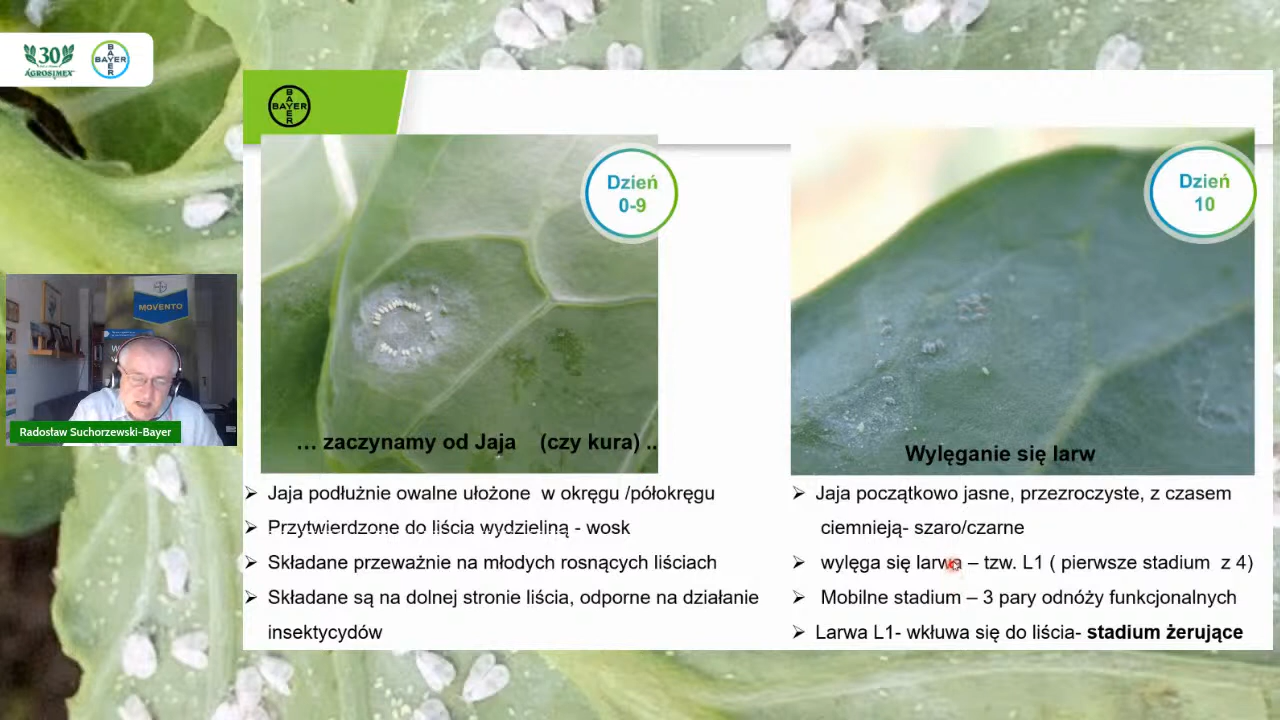 30
AGROSIMEX
BAYER
BAYER
BAYER
BAYER
Dzień
0-9
Dzień
10
MOVENTO
Radosław Suchorzewski-Bayer
… zaczynamy od Jaja (czy kura) ..
Wylęganie się larw
Jaja podłużnie owalne ułożone w okręgu /półokręgu
Przytwierdzone do liścia wydzieliną - wosk
Składane przeważnie na młodych rosnących liściach
Składane są na dolnej stronie liścia, odporne na działanie
insektycydów
Jaja początkowo jasne, przezroczyste, z czasem
ciemnieją- szaro/czarne
wylęga się larwa – tzw. L1 ( pierwsze stadium z 4)
Mobilne stadium – 3 pary odnóży funkcjonalnych
Larwa L1- wkłuwa się do liścia- stadium żerujące